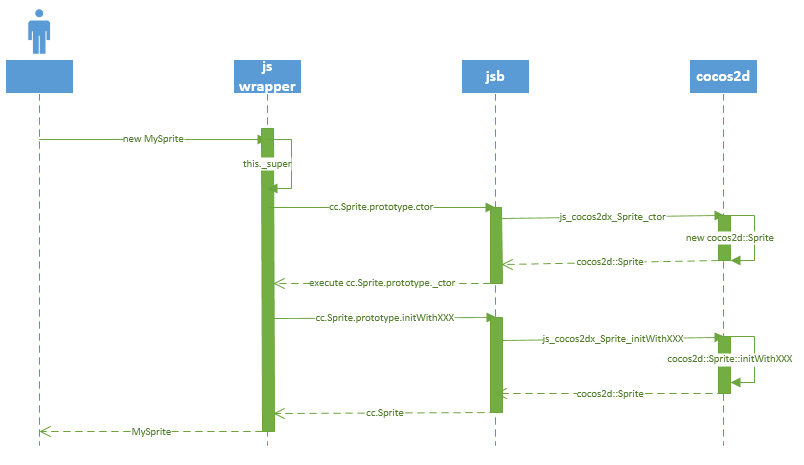 js
wrapper
jsb
cocos2d
new MySprite
this._super
cc.Sprite.prototype.ctor
js_cocos2dx_Sprite_ctor
new cocos2d::Sprite
cocos2d::Sprite
execute cc.Sprite.prototype._ctor
cc.Sprite.prototype.initWithXXX
js_cocos2dx_Sprite_initWithXXX
cocos2d::Sprite::initWithXXX
cocos2d::Sprite
cc.Sprite
MySprite